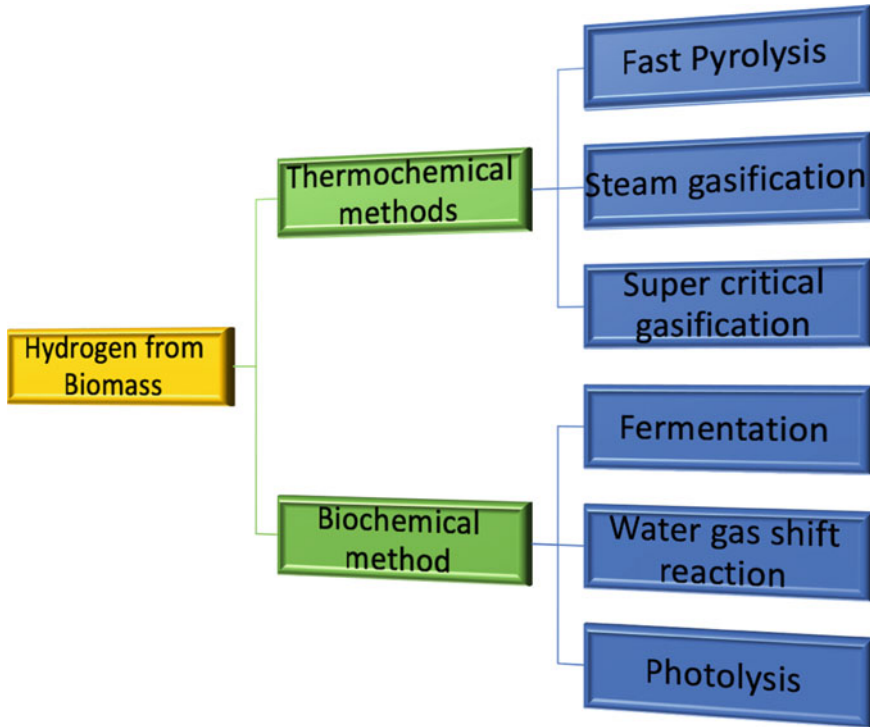 Hydrogen from
Biomass
Thermochemical
methods
Fast Pyrolysis
Steam gasification
Super critical
gasification
Biochemical
method
Fermentation
Water gas shift
reaction
Photolysis